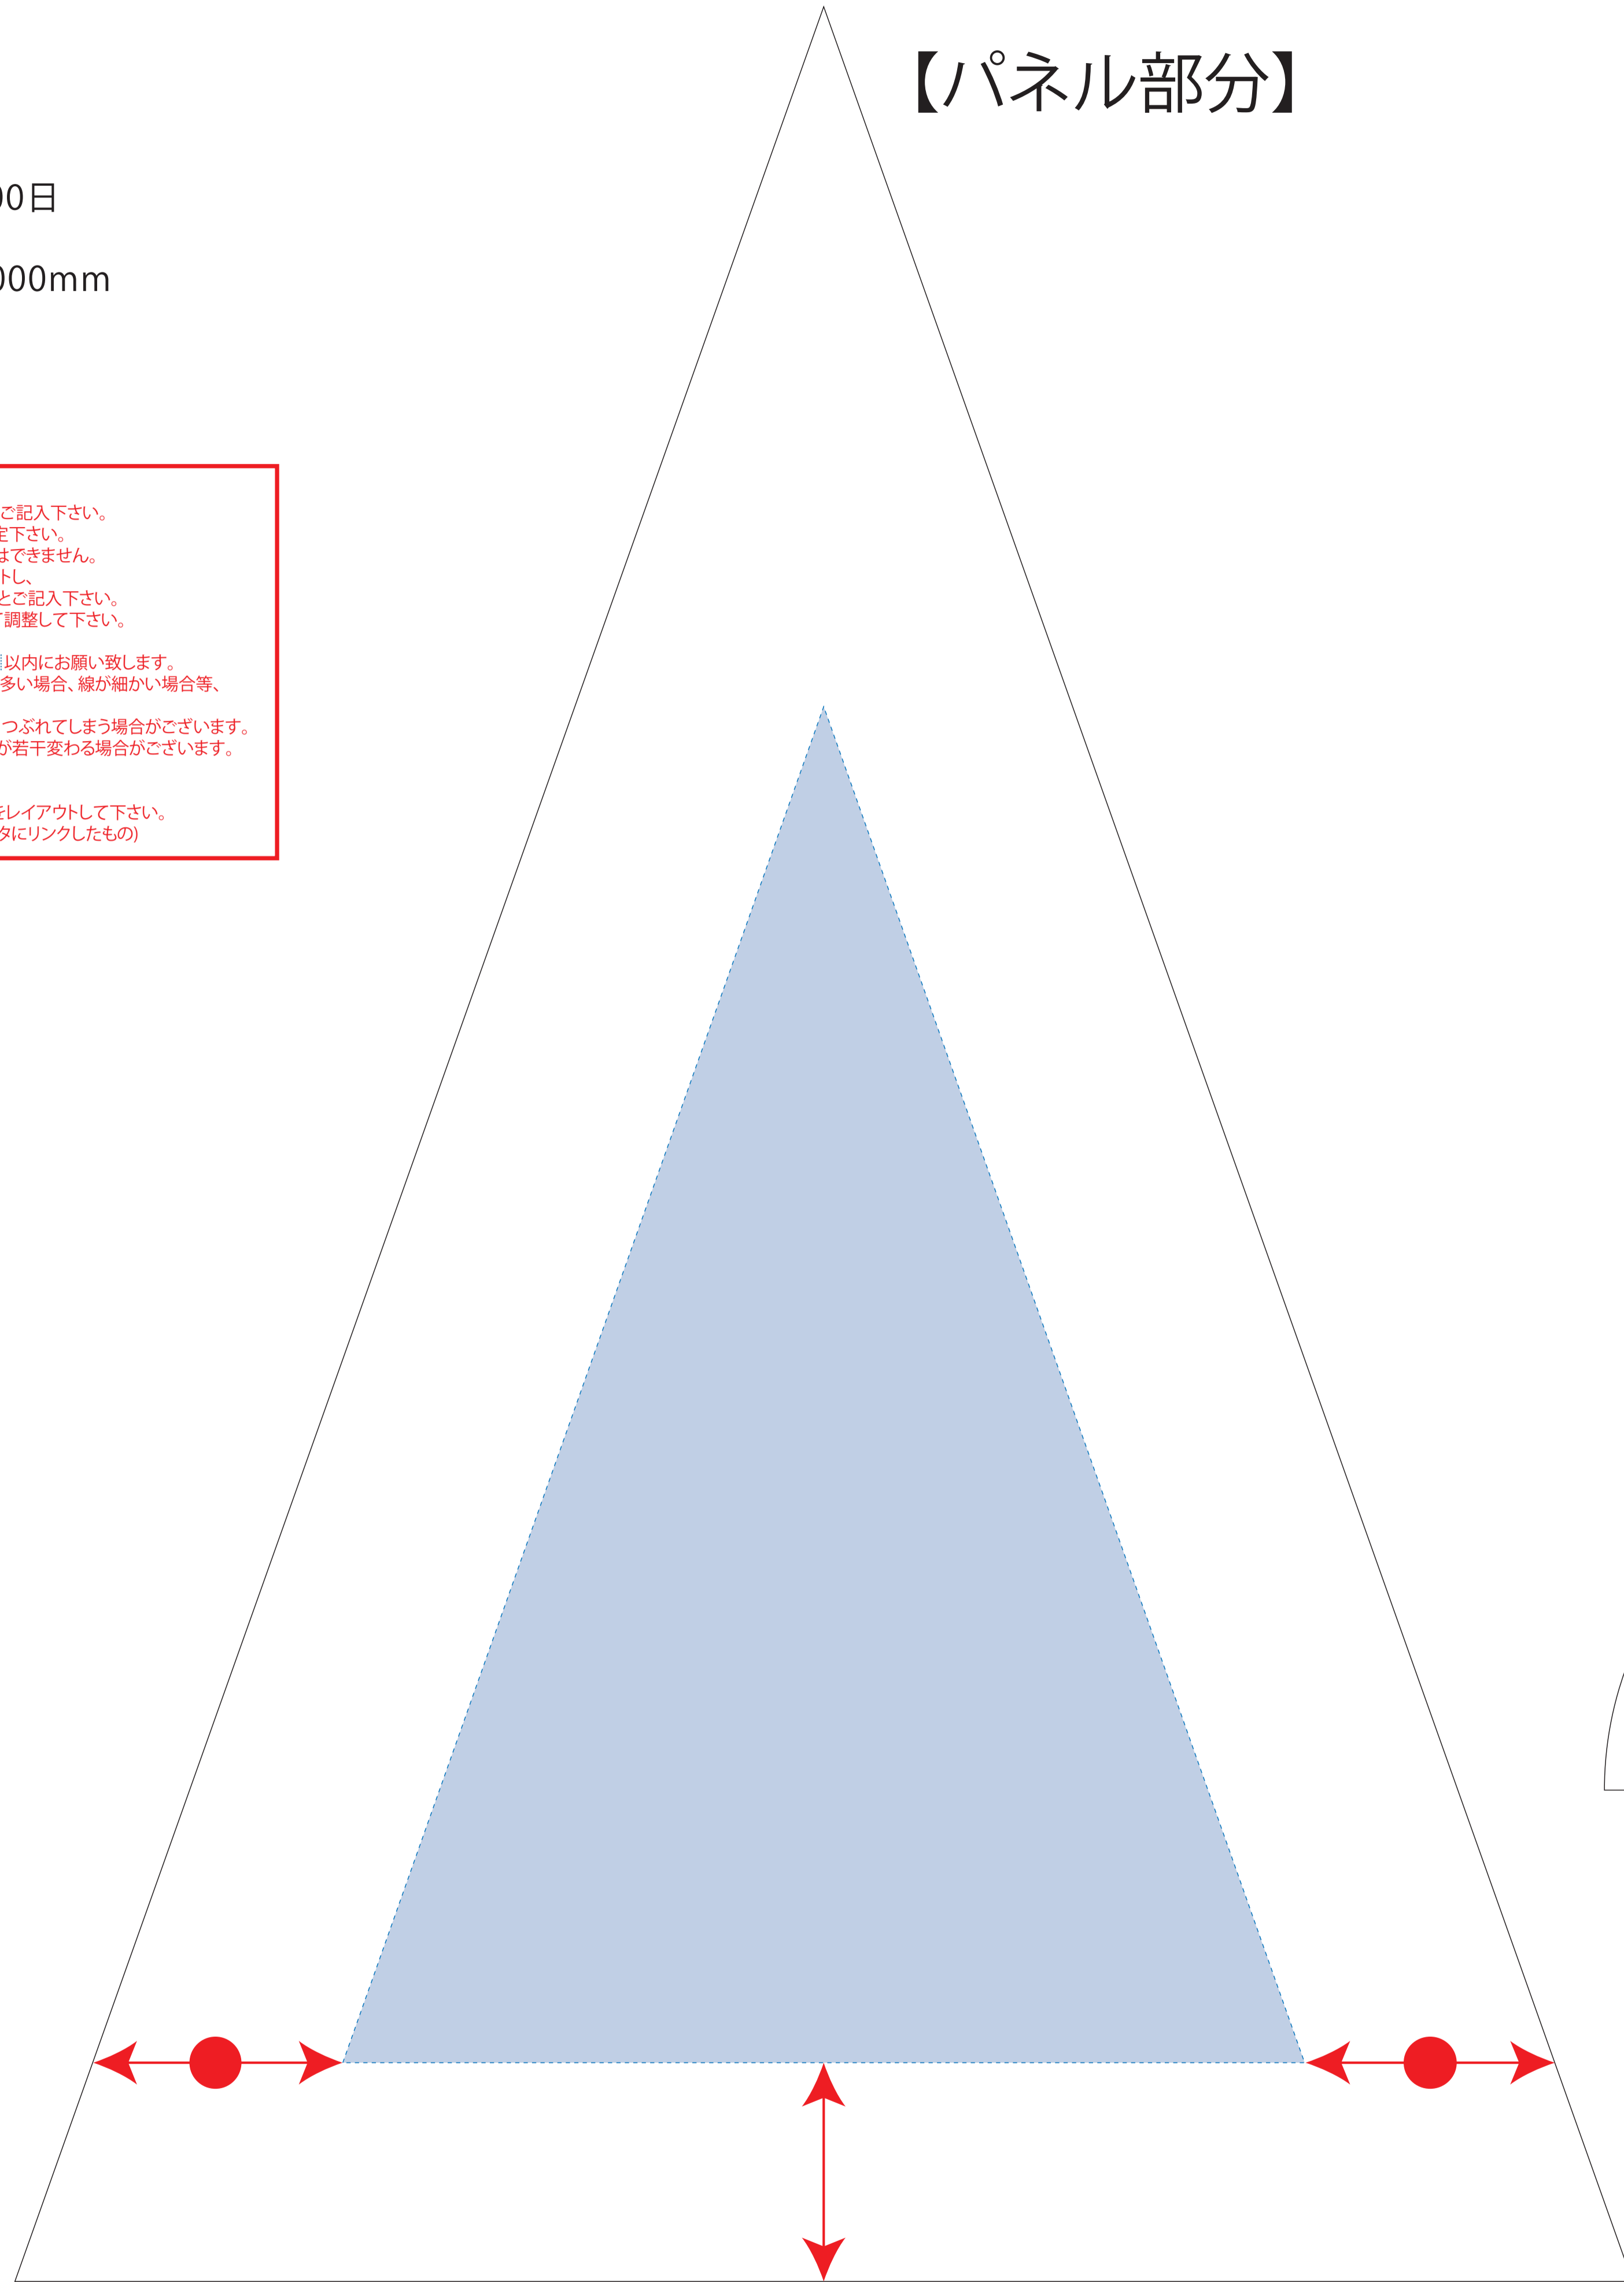 【パネル部分】
00日
000mm
ご記入下さい。
定下さい。
はできません。
トし、
とご記入下さい。
て調整して下さい。
以内にお願い致します。
多い場合、線が細かい場合等、
つぶれてしまう場合がございます。
が若干変わる場合がございます。
をレイアウトして下さい。
タにリンクしたもの)